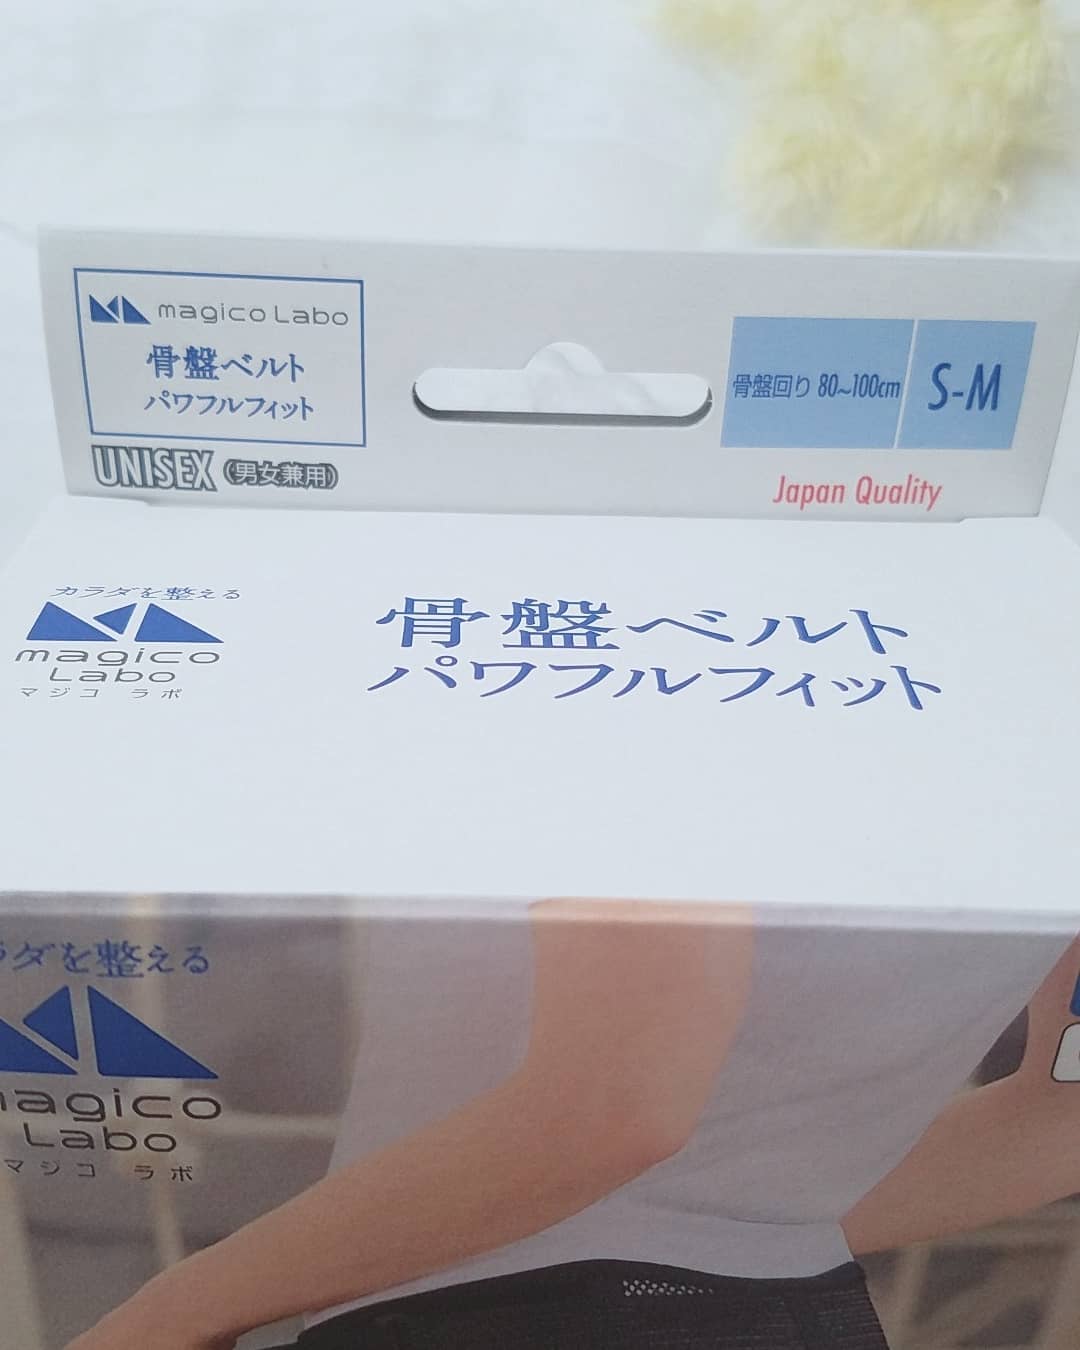 magico Labo
骨盤ベルト
パワフルフィット
UNISEX (男女兼用)
骨盤回り 80~100cm
S-M
Japan Quality
カラダを整える
magico
Labo
マジコ ラボ
骨盤ベルト
パワフルフィット
ダを整える
agico
Labo
マジコ ラボ